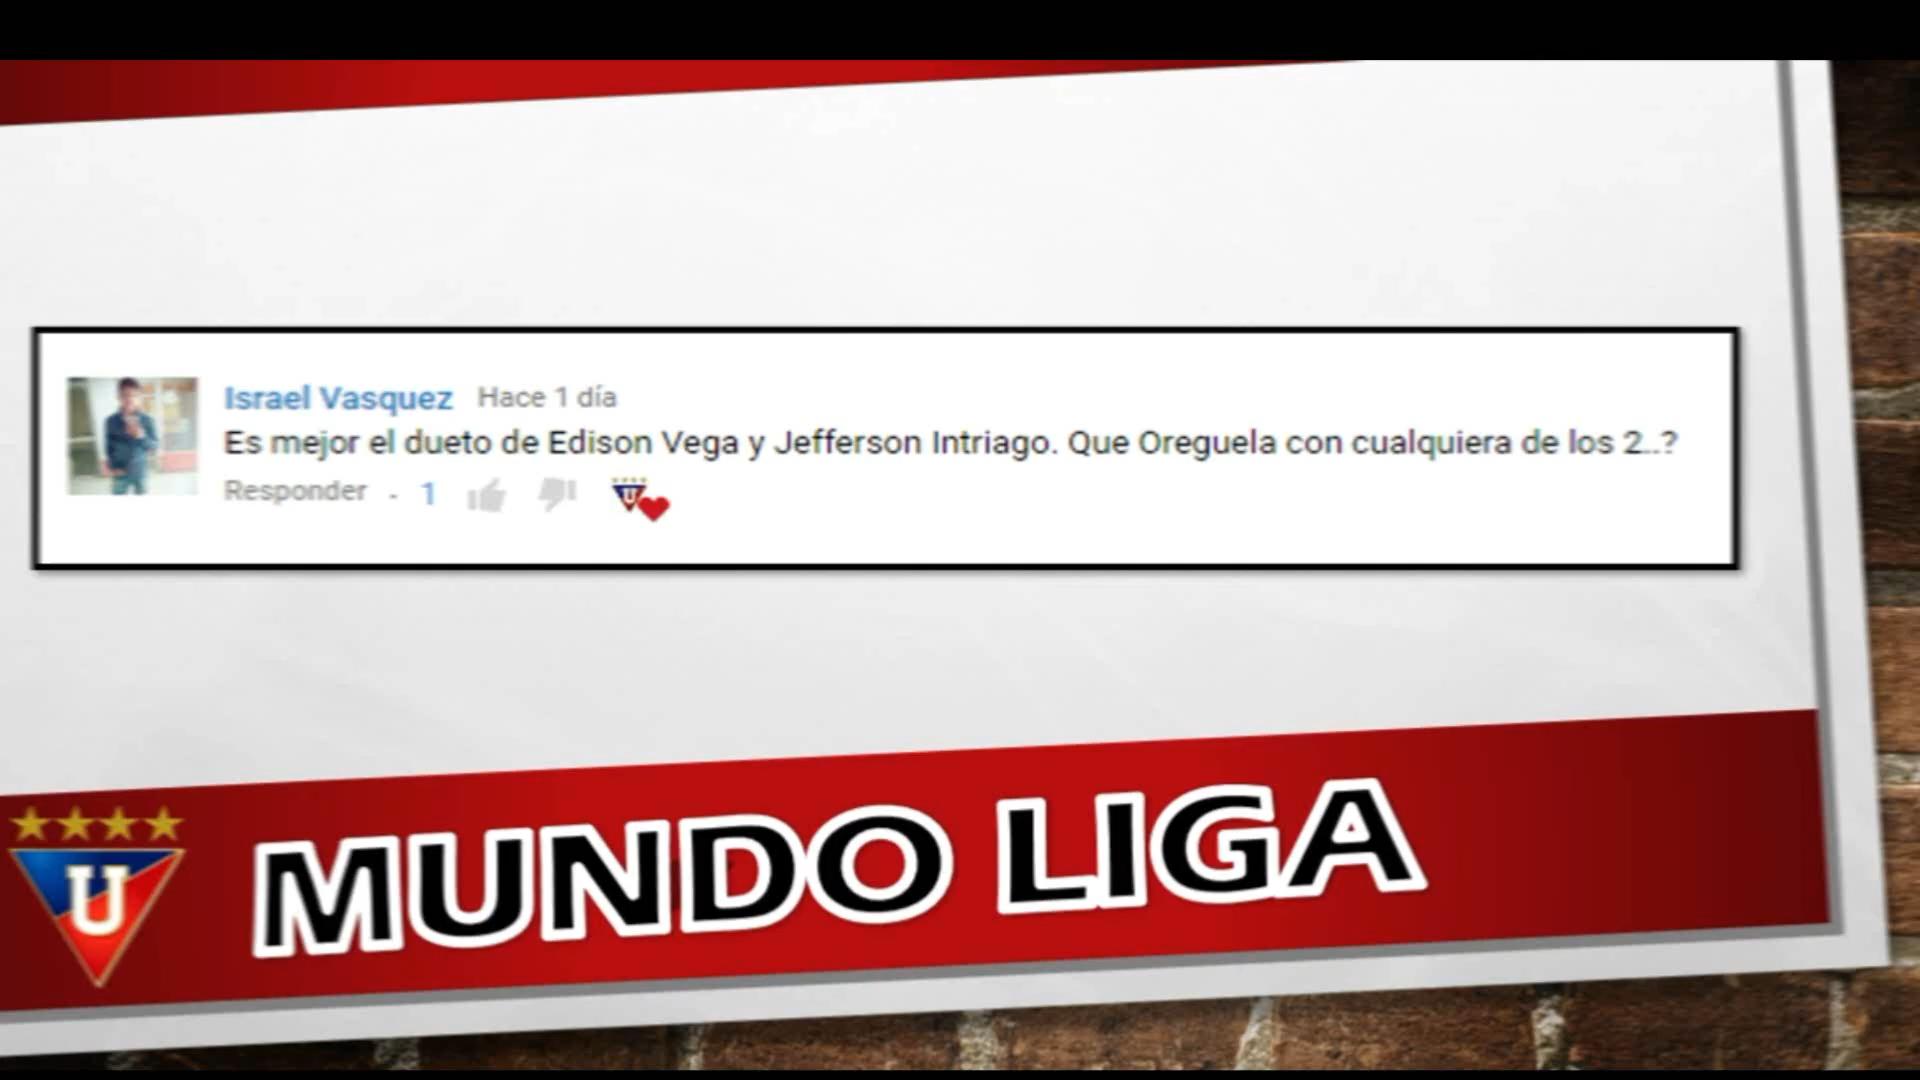 Israel Vasquez Hace 1 día
Es mejor el dueto de Edison Vega y Jefferson Intriago. Que Oreguela con cualquiera de los 2..?
Responder - 1
U
U
MUNDO LIGA